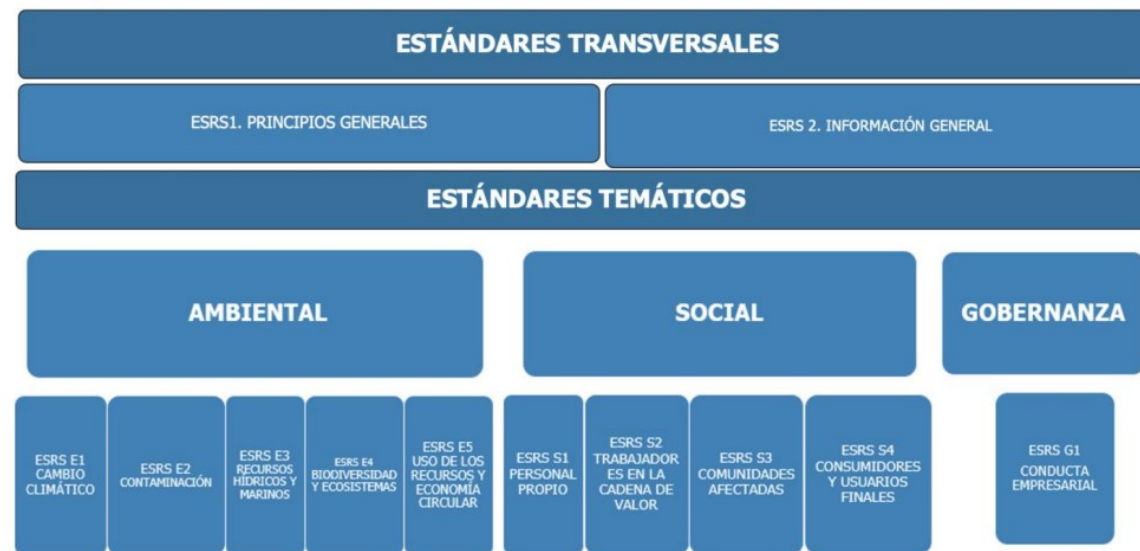 ESTÁNDARES TRANSVERSALES
ESRS1. PRINCIPIOS GENERALES
ESRS 2. INFORMACIÓN GENERAL
ESTÁNDARES TEMÁTICOS
AMBIENTAL
SOCIAL
GOBERNANZA
ESRS E1
CAMBIO
CLIMÁTICO
ESRS E2
CONTAMINACIÓN
ESRS E3
RECURSOS
HÍDRICOS Y
MARINOS
ESRS E4
BIODIVERSIDAD
Y ECOSISTEMAS
ESRS E5
USO DE LOS
RECURSOS Y
ECONOMÍA
CIRCULAR
ESRS S1
PERSONAL
PROPIO
ESRS S2
TRABAJADOR
ES EN LA
CADENA DE
VALOR
ESRS S3
COMUNIDADES
AFECTADAS
ESRS S4
CONSUMIDORES
Y USUARIOS
FINALES
ESRS G1
CONDUCTA
EMPRESARIAL